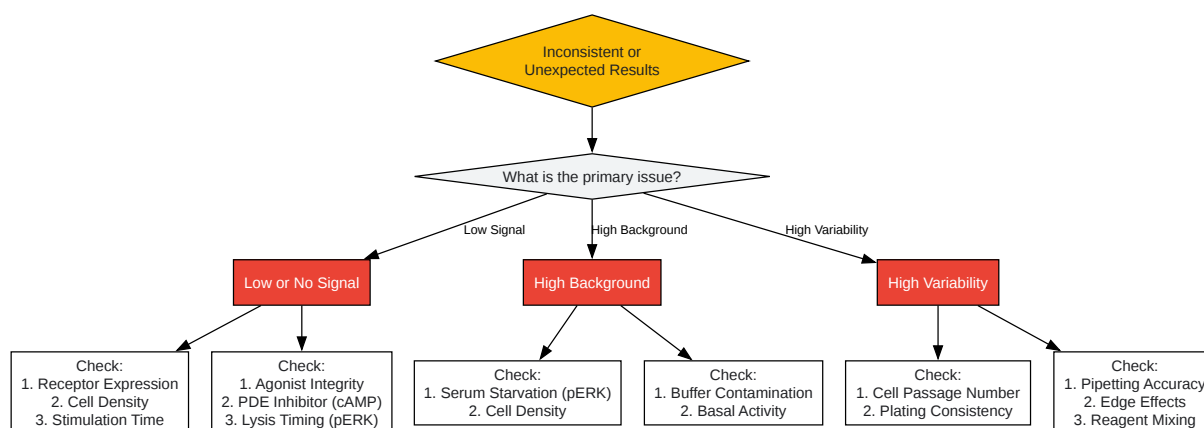 Inconsistent or
Unexpected Results
What is the primary issue?
Low Signal
High Background
High Variability
Low or No Signal
High Background
High Variability
Check:
1. Receptor Expression
2. Cell Density
3. Stimulation Time
Check:
1. Agonist Integrity
2. PDE Inhibitor (cAMP)
3. Lysis Timing (pERK)
Check:
1. Serum Starvation (pERK)
2. Cell Density
Check:
1. Buffer Contamination
2. Basal Activity
Check:
1. Cell Passage Number
2. Plating Consistency
Check:
1. Pipetting Accuracy
2. Edge Effects
3. Reagent Mixing